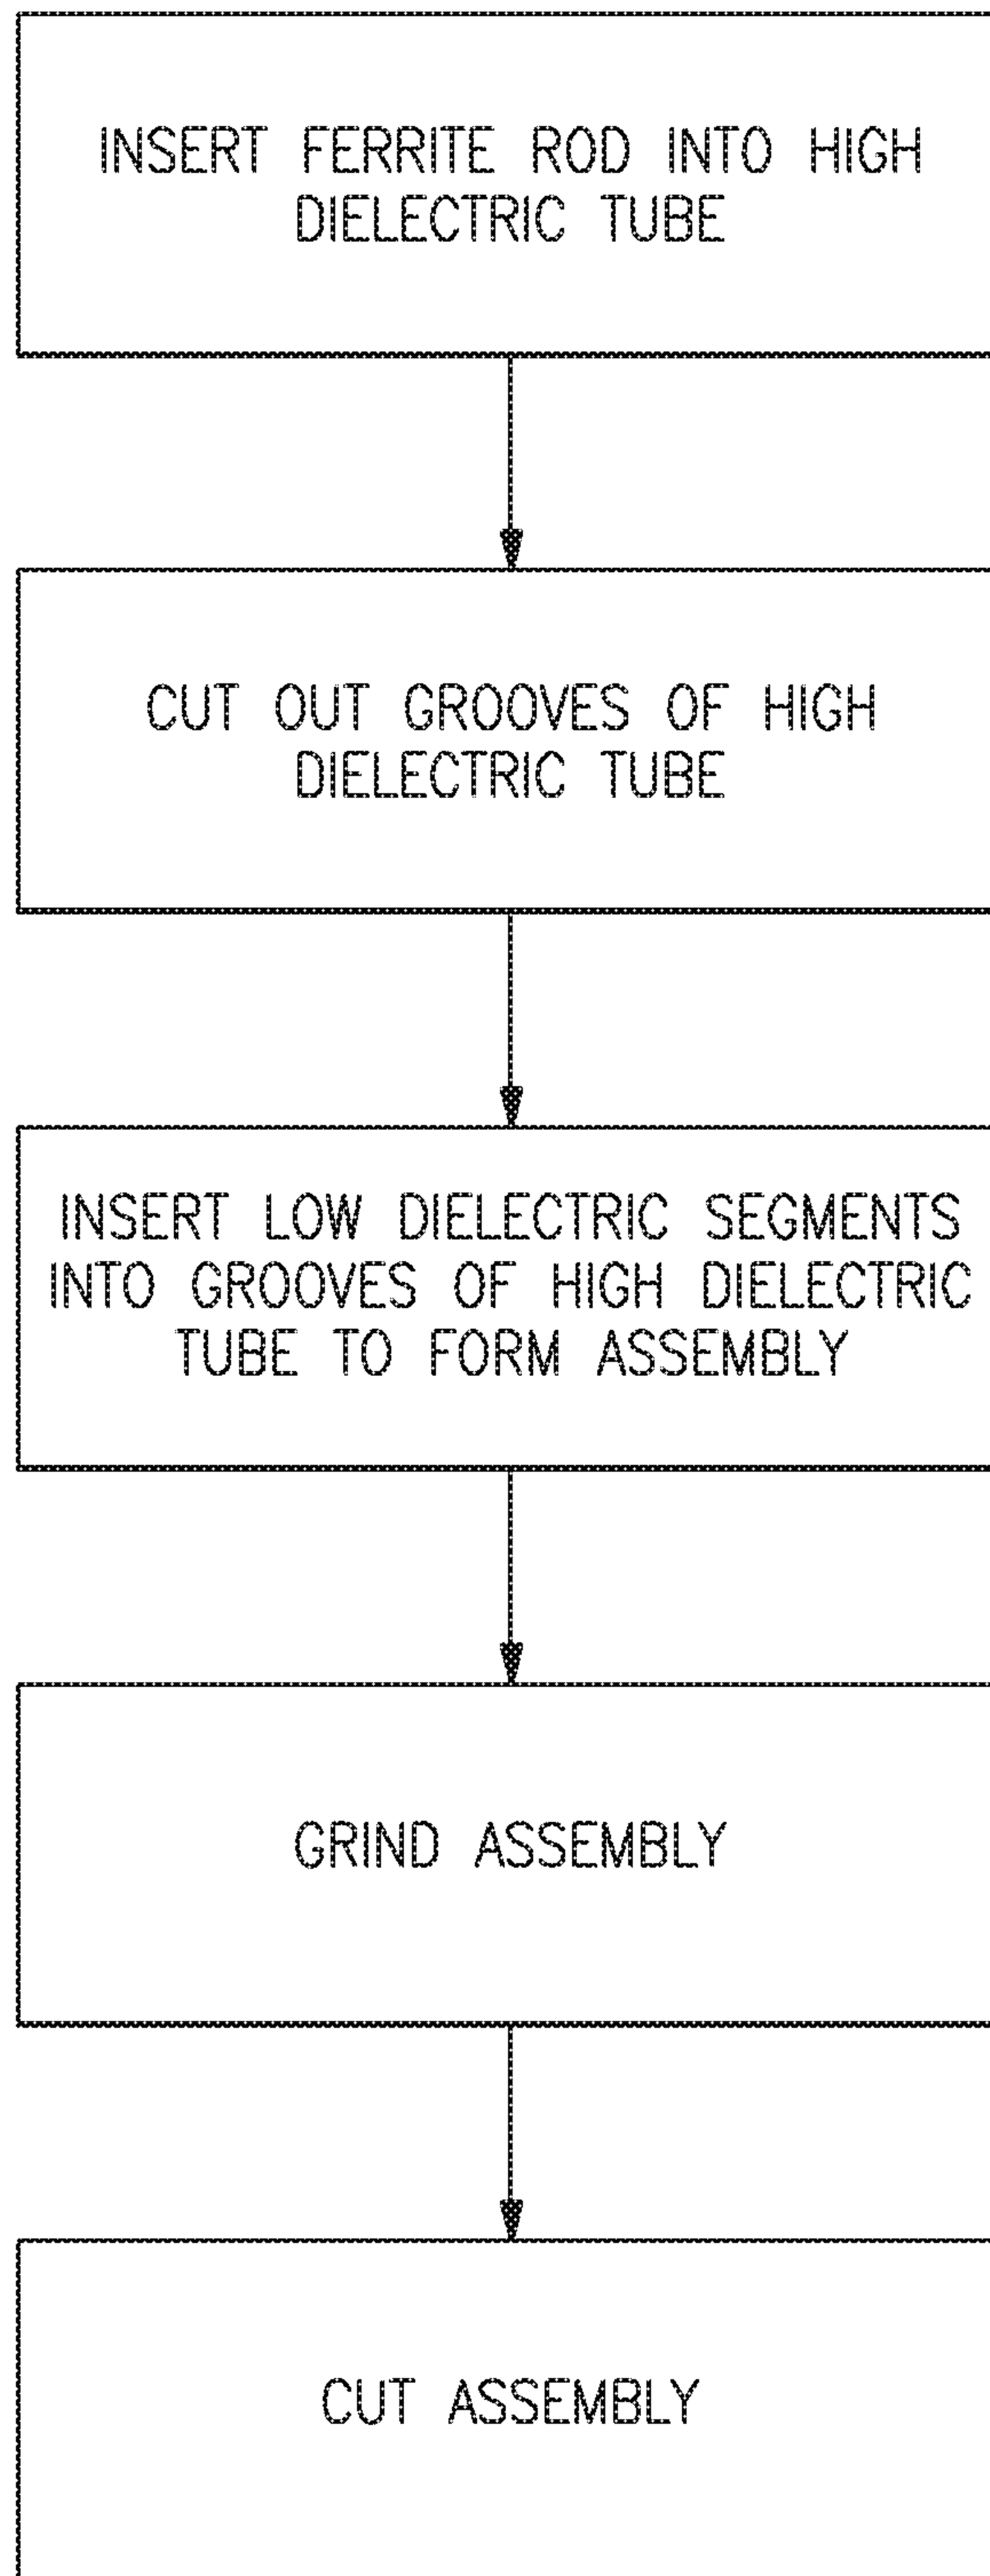 INSERT FERRITE ROD INTO HIGH
DIELECTRIC TUBE
CUT OUT GROOVES OF HIGH
DIELECTRIC TUBE
INSERT LOW DIELECTRIC SEGMENTS
INTO GROOVES OF HIGH DIELECTRIC
TUBE TO FORM ASSEMBLY
GRIND ASSEMBLY
CUT ASSEMBLY